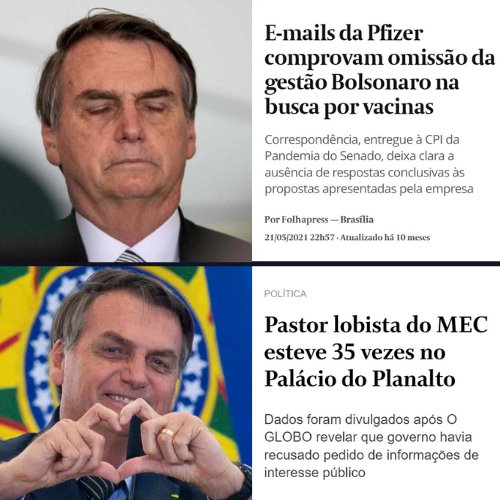 E-mails da Pfizer
comprovam omissão da
gestão Bolsonaro na
busca por vacinas
Correspondência, entregue à CPI da
Pandemia do Senado, deixa clara a
ausência de respostas conclusivas às
propostas apresentadas pela empresa
Por Folhapress — Brasília
21/05/2021 22h57 · Atualizado há 10 meses
POLÍTICA
Pastor lobista do MEC
esteve 35 vezes no
Palácio do Planalto
Dados foram divulgados após O
GLOBO revelar que governo havia
recusado pedido de informações de
interesse público